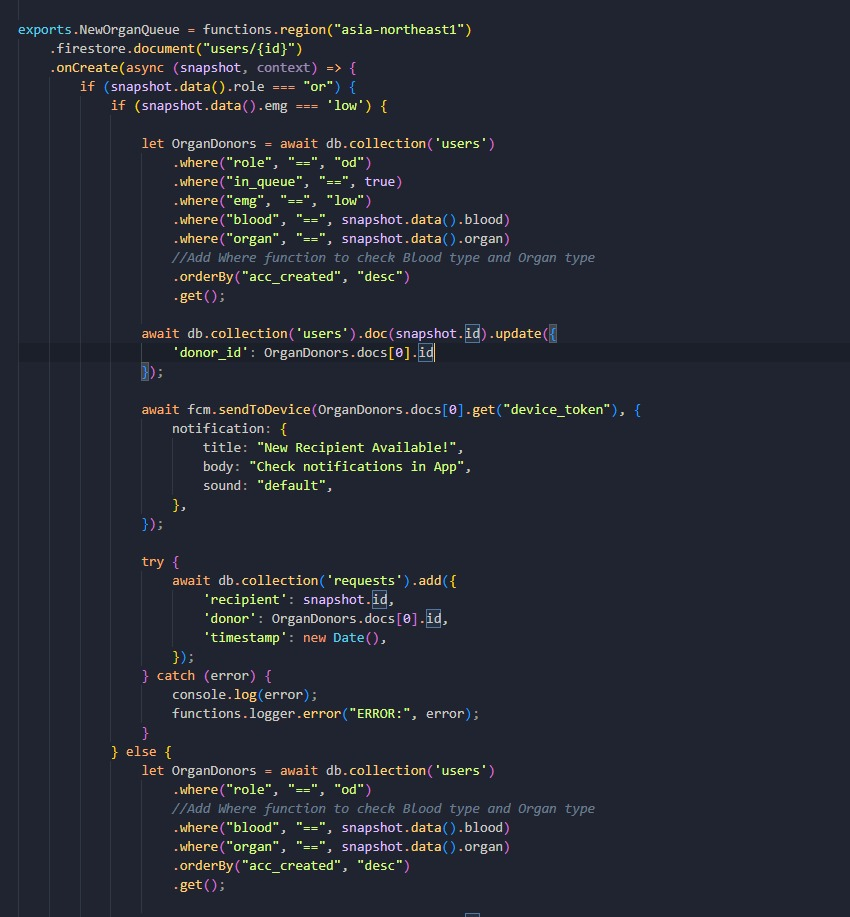 exports.NewOrganQueue = functions.region("asia-northeast1")
    .firestore.document("users/{id}")
    .onCreate(async (snapshot, context) => {
        if (snapshot.data().role === "or") {
            if (snapshot.data().emg === 'low') {

                let OrganDonors = await db.collection('users')
                    .where("role", "==", "od")
                    .where("in_queue", "==", true)
                    .where("emg", "==", "low")
                    .where("blood", "==", snapshot.data().blood)
                    .where("organ", "==", snapshot.data().organ)
                    //Add Where function to check Blood type and Organ type
                    .orderBy("acc_created", "desc")
                    .get();

                await db.collection('users').doc(snapshot.id).update({
                    'donor_id': OrganDonors.docs[0].id
                });

                await fcm.sendToDevice(OrganDonors.docs[0].get("device_token"), {
                    notification: {
                        title: "New Recipient Available!",
                        body: "Check notifications in App",
                        sound: "default",
                    },
                });

                try {
                    await db.collection('requests').add({
                        'recipient': snapshot.id,
                        'donor': OrganDonors.docs[0].id,
                        'timestamp': new Date(),
                    });
                } catch (error) {
                    console.log(error);
                    functions.logger.error("ERROR:", error);
                }
            } else {
                let OrganDonors = await db.collection('users')
                    .where("role", "==", "od")
                    //Add Where function to check Blood type and Organ type
                    .where("blood", "==", snapshot.data().blood)
                    .where("organ", "==", snapshot.data().organ)
                    .orderBy("acc_created", "desc")
                    .get();